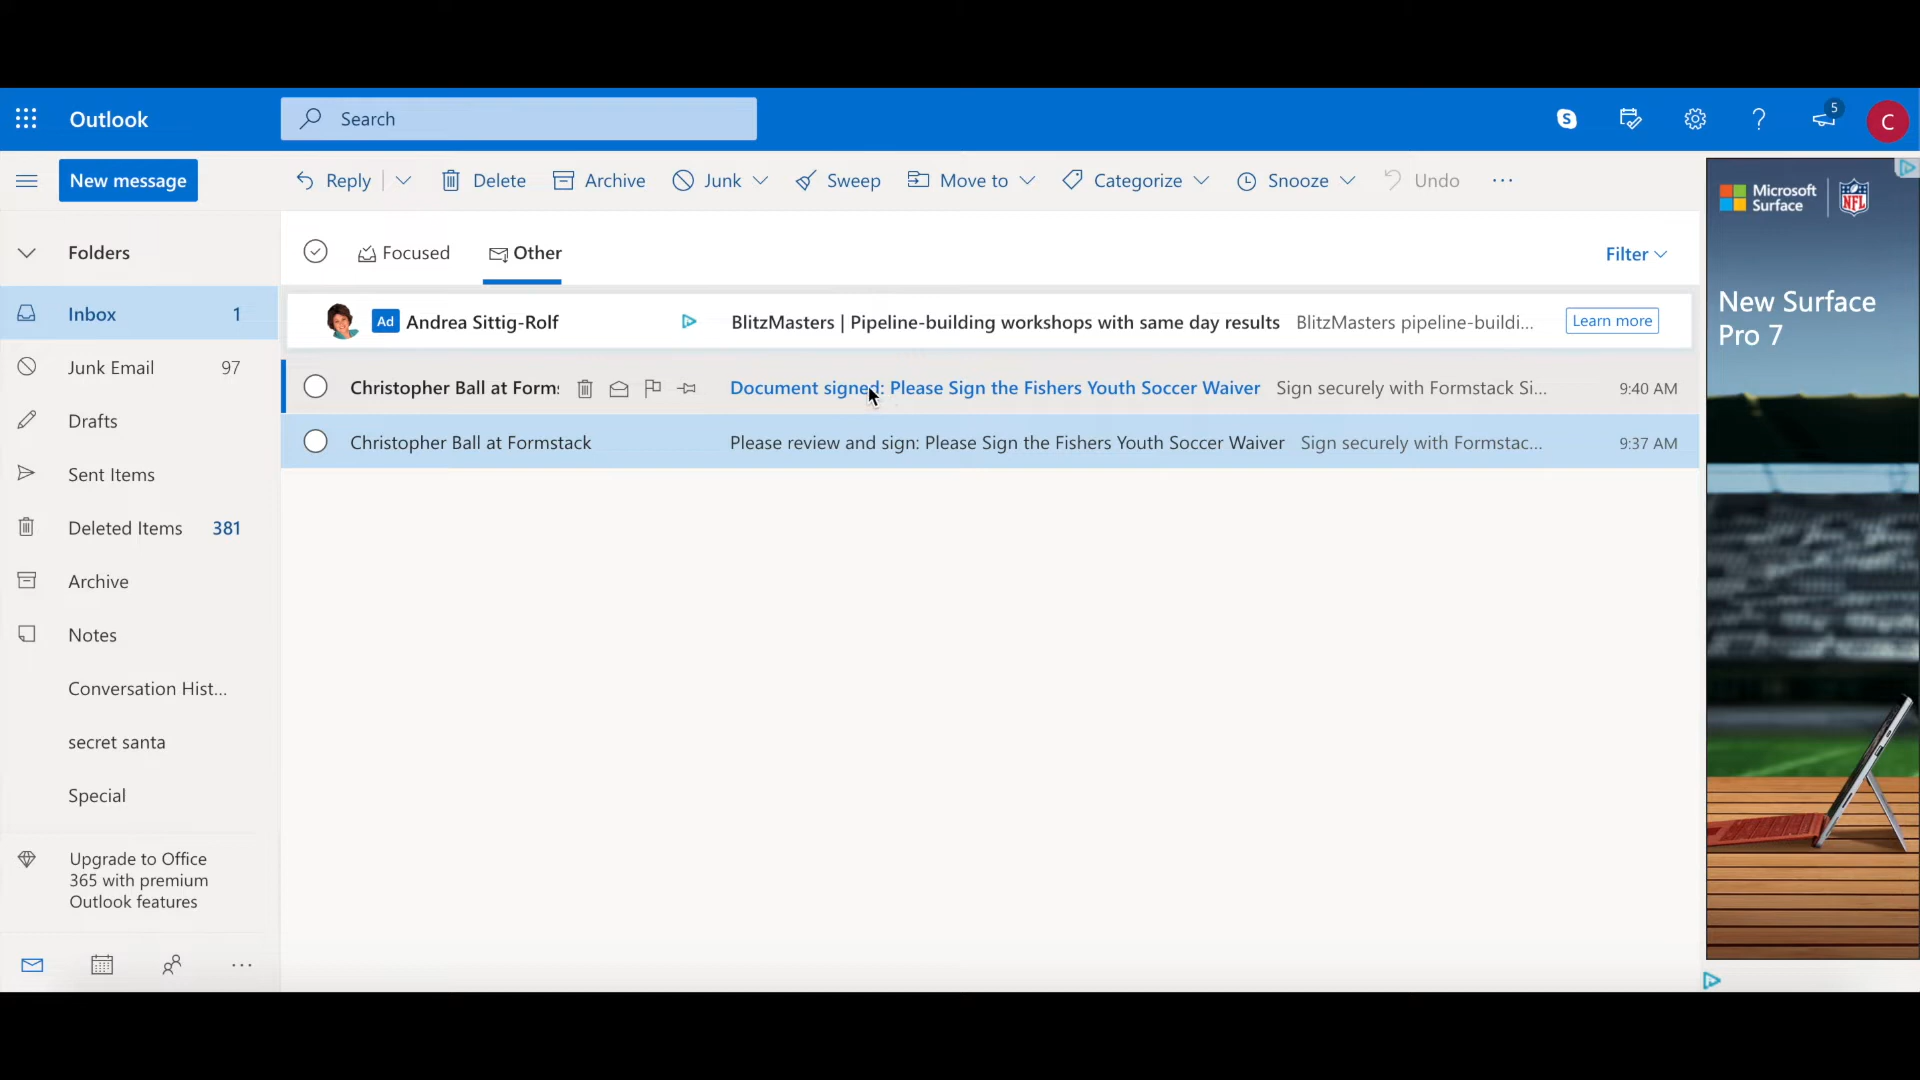 Outlook
Search
5
C
New message
Reply
Delete
Archive
Junk
Sweep
Move to
Categorize
Snooze
Undo
Folders
Inbox 1
Junk Email 97
Drafts
Sent Items
Deleted Items 381
Archive
Notes
Conversation Hist...
secret santa
Special
Upgrade to Office
365 with premium
Outlook features
Focused
Other
Filter
Ad Andrea Sittig-Rolf BlitzMasters | Pipeline-building workshops with same day results BlitzMasters pipeline-buildi... Learn more
Christopher Ball at Forms Document signed: Please Sign the Fishers Youth Soccer Waiver Sign securely with Formstack Si... 9:40 AM
Christopher Ball at Formstack Please review and sign: Please Sign the Fishers Youth Soccer Waiver Sign securely with Formstac... 9:37 AM
Microsoft
Surface
NFL
New Surface
Pro 7